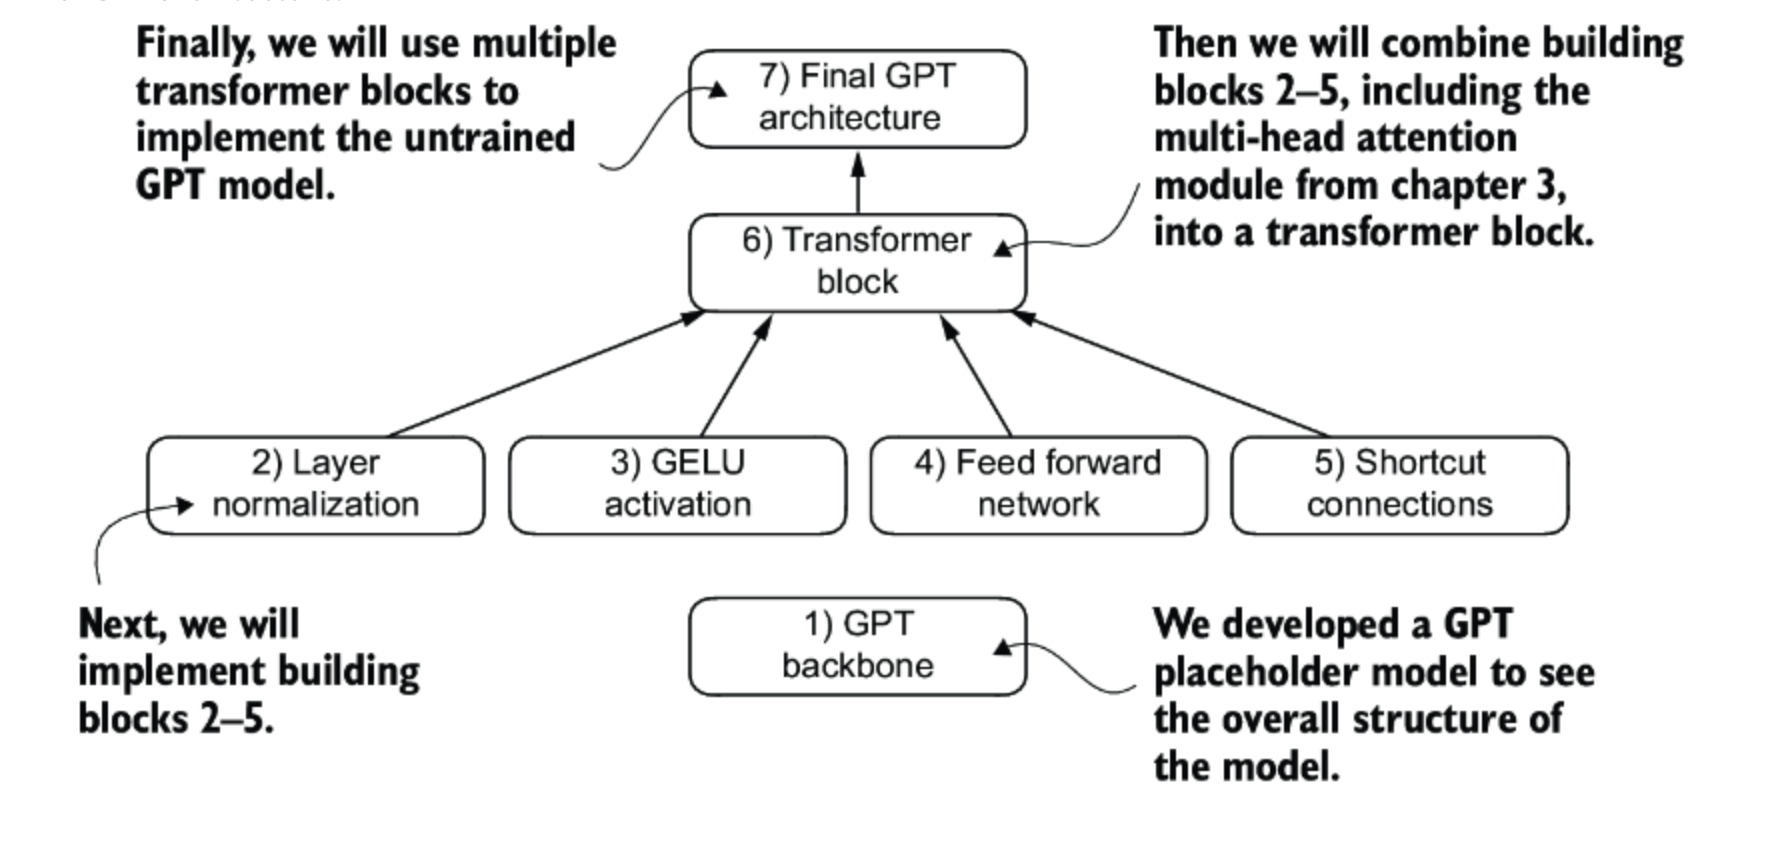 Finally, we will use multiple
transformer blocks to
implement the untrained
GPT model.
7) Final GPT
architecture
Then we will combine building
blocks 2–5, including the
multi-head attention
module from chapter 3,
into a transformer block.
6) Transformer
block
2) Layer
normalization
3) GELU
activation
4) Feed forward
network
5) Shortcut
connections
Next, we will
implement building
blocks 2–5.
1) GPT
backbone
We developed a GPT
placeholder model to see
the overall structure of
the model.